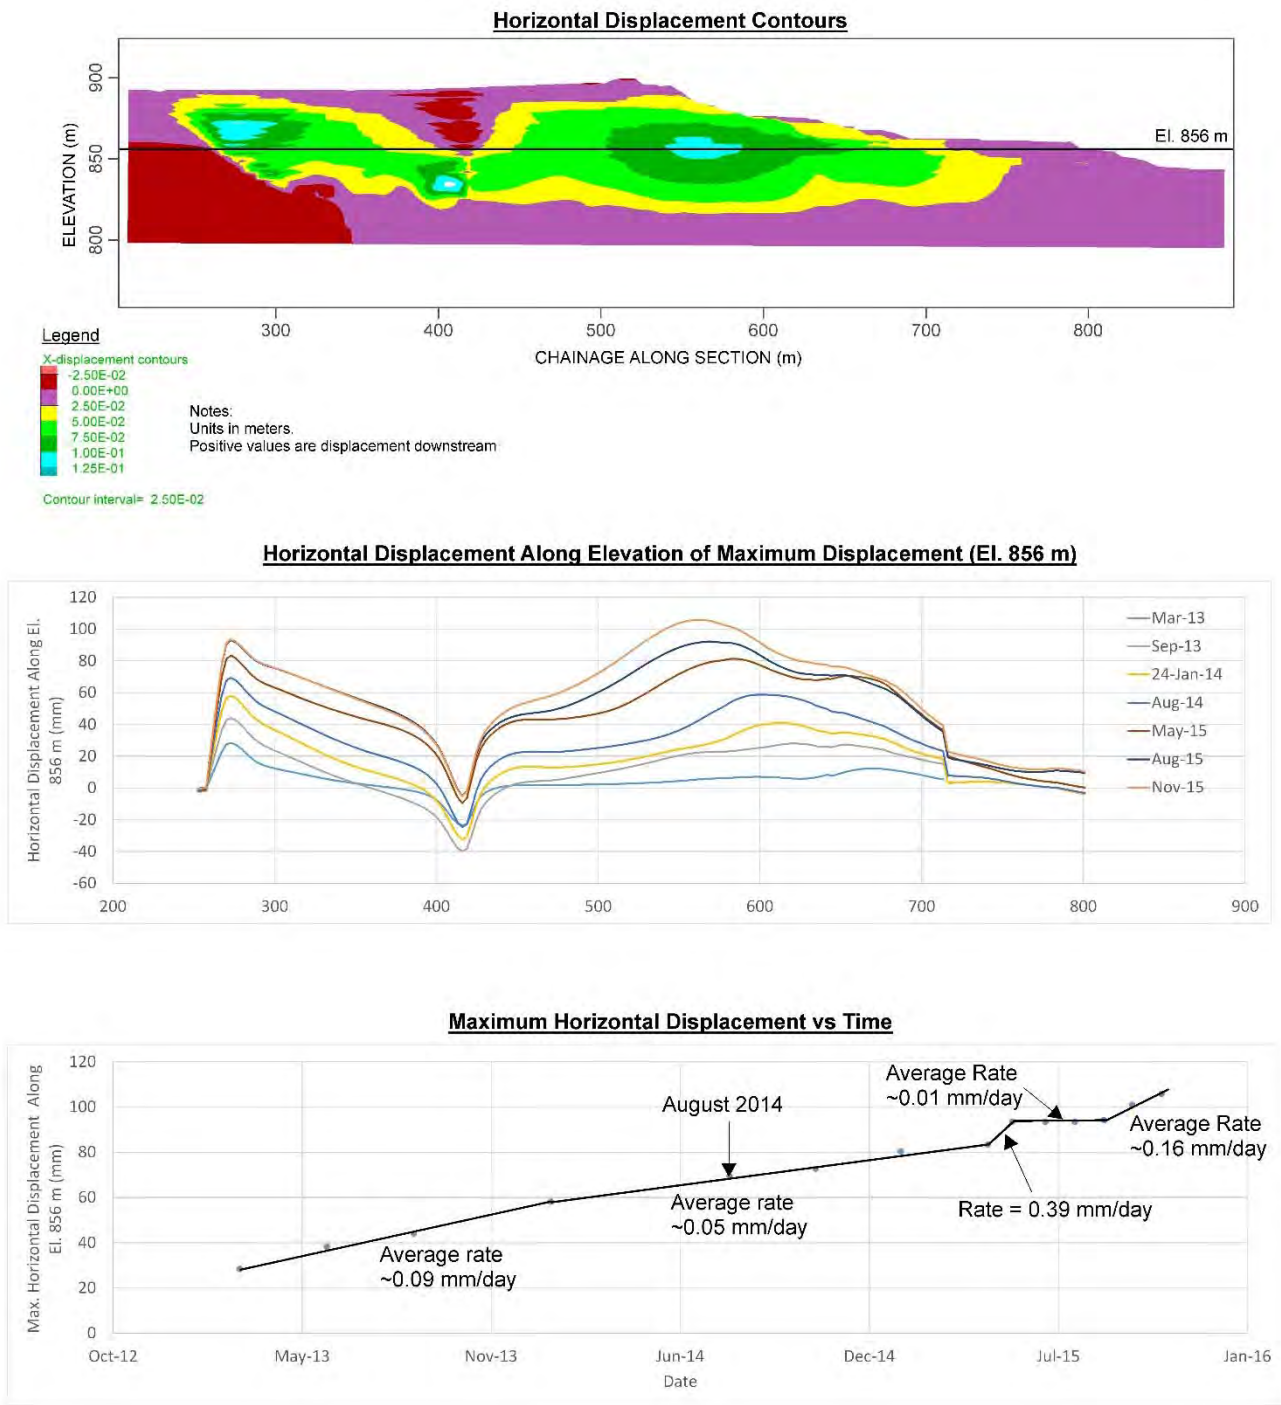 Horizontal Displacement Contours
900
850
800
ELEVATION (m)
El. 856 m
300 400 500 600 700 800
CHAINAGE ALONG SECTION (m)
Legend
X-displacement contours
-2.50E-02
0.00E+00
2.50E-02
5.00E-02
7.50E-02
1.00E-01
1.25E-01
Contour interval= 2.50E-02
Notes:
Units in meters.
Positive values are displacement downstream
Horizontal Displacement Along Elevation of Maximum Displacement (El. 856 m)
Horizontal Displacement Along El.
856 m (mm)
120
100
80
60
40
20
0
-20
-40
-60
200 300 400 500 600 700 800 900
Mar-13
Sep-13
24-Jan-14
Aug-14
May-15
Aug-15
Nov-15
Maximum Horizontal Displacement vs Time
Max. Horizontal Displacement Along
El. 856 m (mm)
120
100
80
60
40
20
0
Average rate
~0.09 mm/day
August 2014
Average rate
~0.05 mm/day
Average Rate
~0.01 mm/day
Rate = 0.39 mm/day
Average Rate
~0.16 mm/day
Oct-12 May-13 Nov-13 Jun-14 Dec-14 Jul-15 Jan-16
Date